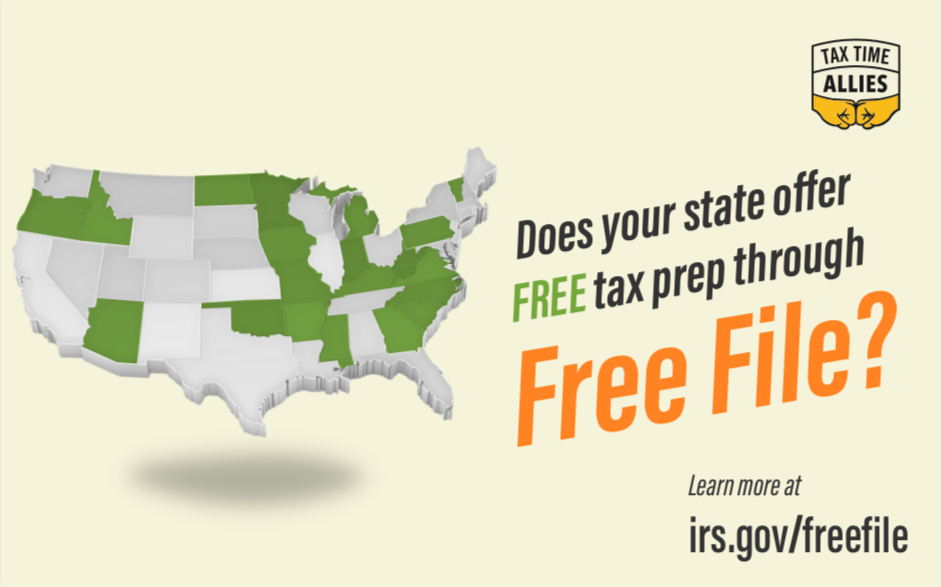 TAX TIME
ALLIES
Does your state offer
FREE tax prep through
Free File?
Learn more at
irs.gov/freefile